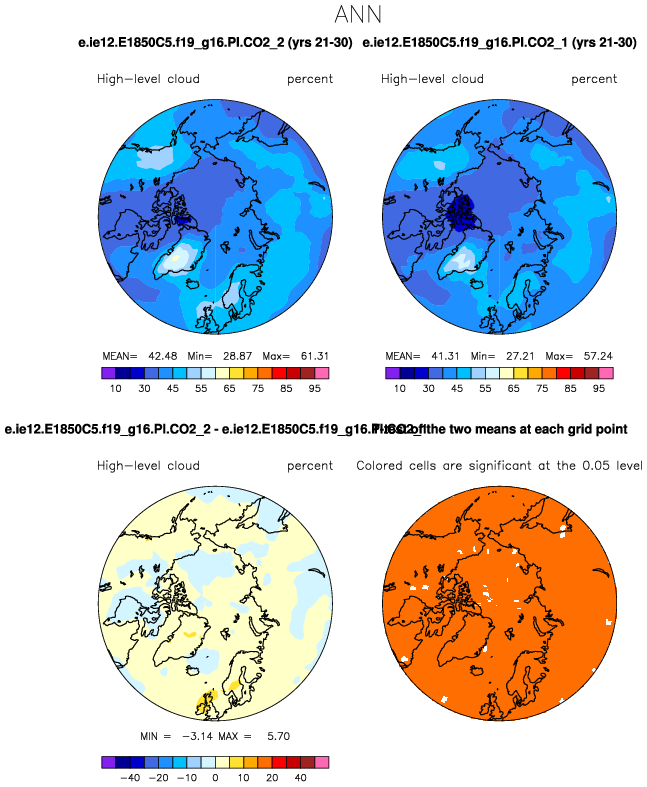 ANN
e.ie12.E1850C5.f19_g16.PI.CO2_2 (yrs 21-30)
e.ie12.E1850C5.f19_g16.PI.CO2_1 (yrs 21-30)
High-level cloud percent
High-level cloud percent
MEAN= 42.48 Min= 28.87 Max= 61.31
MEAN= 41.31 Min= 27.21 Max= 57.24
10 30 45 55 65 75 85 95
10 30 45 55 65 75 85 95
e.ie12.E1850C5.f19_g16.PI.CO2_2 - e.ie12.E1850C5.f19_g16.PI.CO2_1
of the two means at each grid point
High-level cloud percent
Colored cells are significant at the 0.05 level
MIN = -3.14 MAX = 5.70
-40 -20 -10 0 10 20 40